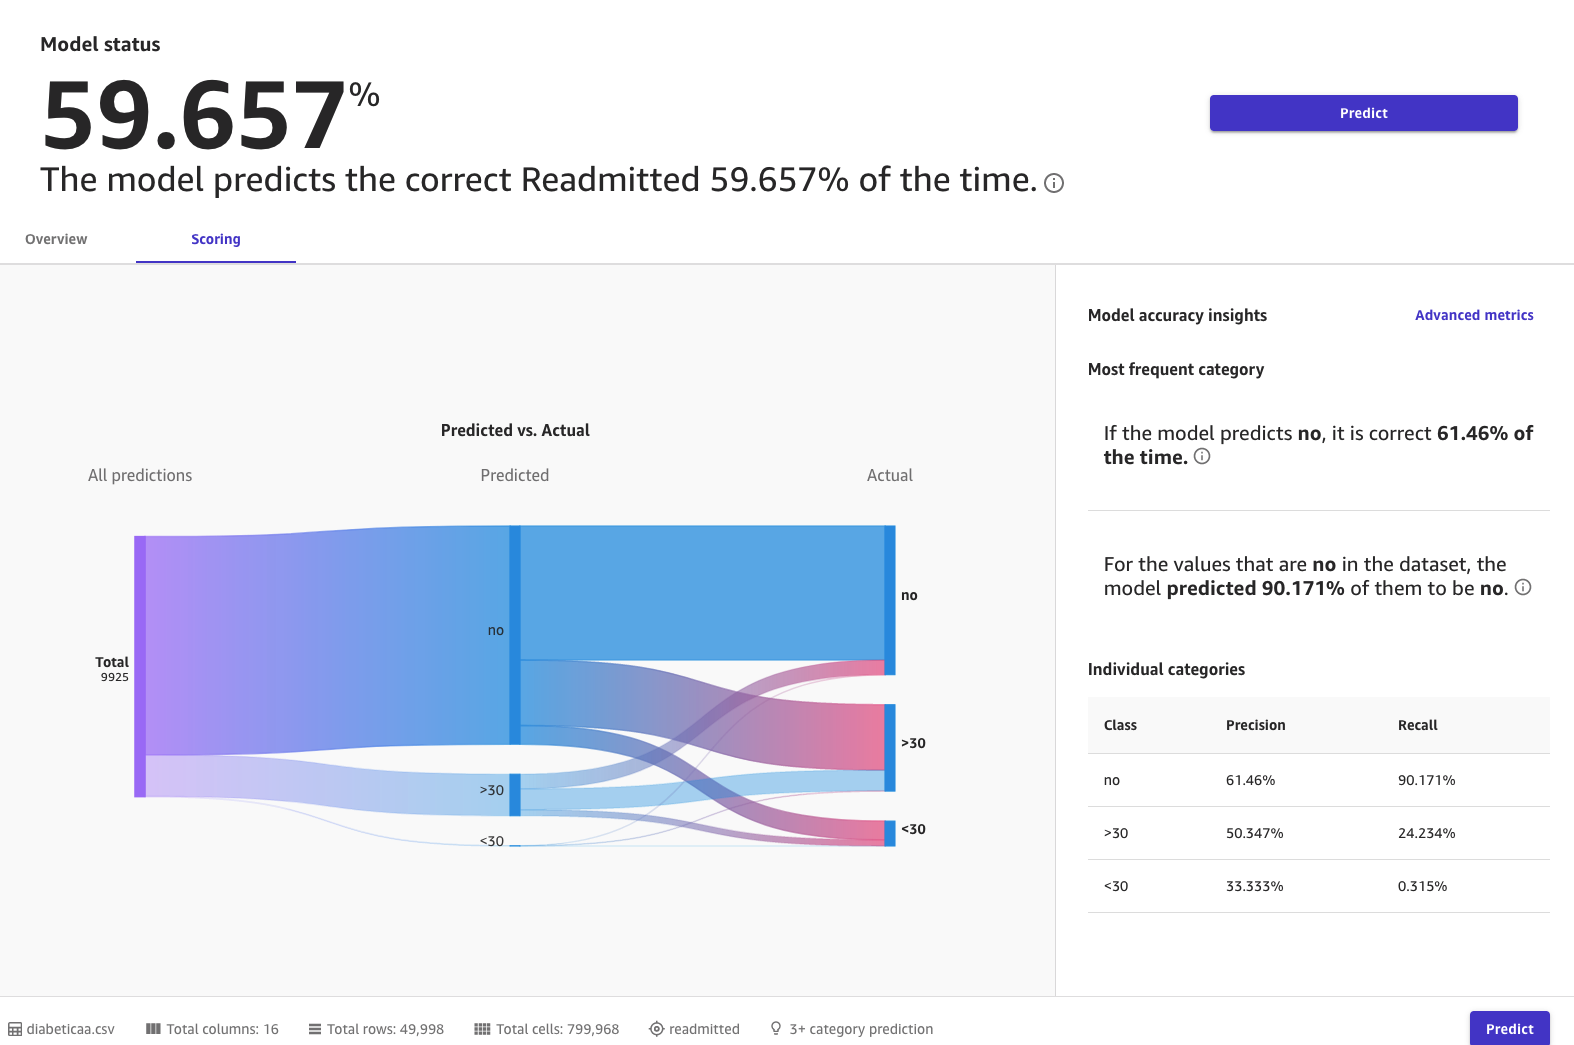 Model status
59.657%
The model predicts the correct Readmitted 59.657% of the time.
Predict
Overview
Scoring
Predicted vs. Actual
All predictions
Predicted
Actual
Total
9925
no
>30
<30
no
>30
<30
Model accuracy insights
Advanced metrics
Most frequent category
If the model predicts no, it is correct 61.46% of
the time.
For the values that are no in the dataset, the
model predicted 90.171% of them to be no.
Individual categories
Class Precision Recall
no 61.46% 90.171%
>30 50.347% 24.234%
<30 33.333% 0.315%
diabeticaa.csv
Total columns: 16
Total rows: 49,998
Total cells: 799,968
readmitted
3+ category prediction
Predict